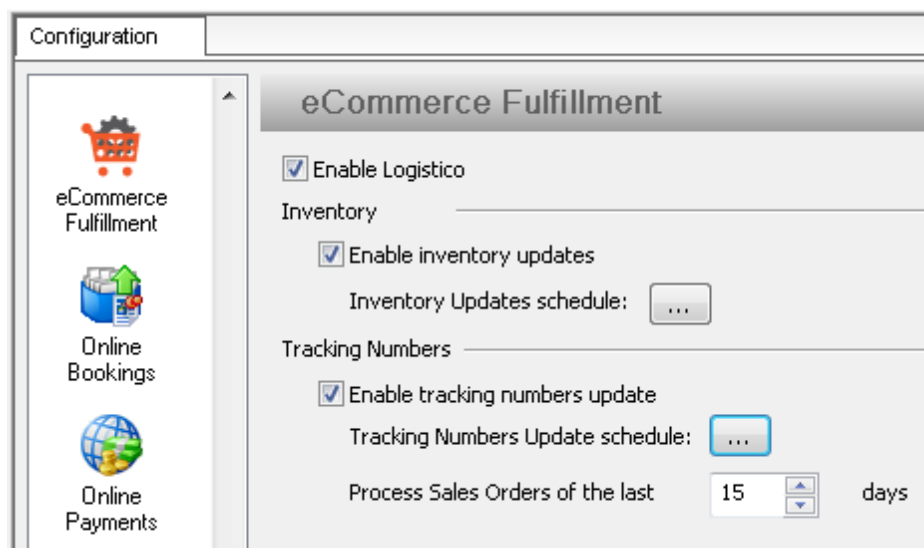 Configuration
eCommerce Fulfillment
eCommerce
Fulfillment
Online
Bookings
Online
Payments
Enable Logistico
Inventory
Enable inventory updates
Inventory Updates schedule: ...
Tracking Numbers
Enable tracking numbers update
Tracking Numbers Update schedule: ...
Process Sales Orders of the last 15 days